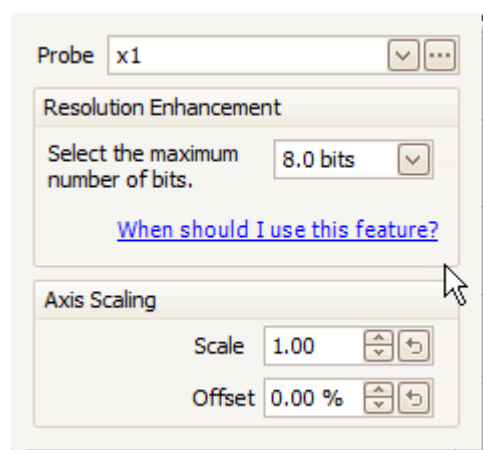 Probe x1
Resolution Enhancement
Select the maximum number of bits. 8.0 bits
When should I use this feature?
Axis Scaling
Scale 1.00
Offset 0.00 %